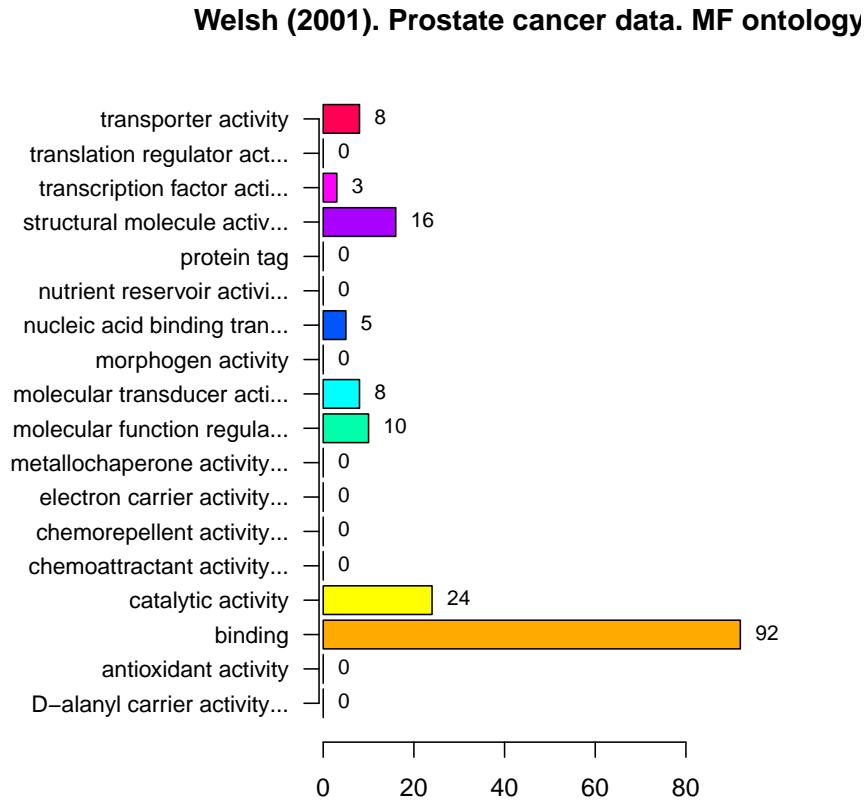 Welsh (2001). Prostate cancer data. MF ontology
transporter activity 8
translation regulator act... 0
transcription factor acti... 3
structural molecule activ... 16
protein tag 0
nutrient reservoir activi... 0
nucleic acid binding tran... 5
morphogen activity 0
molecular transducer acti... 8
molecular function regula... 10
metallochaperone activity... 0
electron carrier activity... 0
chemorepellent activity... 0
chemoattractant activity... 0
catalytic activity 24
binding 92
antioxidant activity 0
D−alanyl carrier activity... 0
0 20 40 60 80